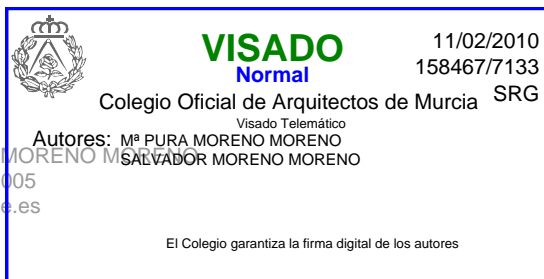 VISADO
Normal
11/02/2010
158467/7133
SRG
Colegio Oficial de Arquitectos de Murcia
Visado Telemático
Autores: Mª PURA MORENO MORENO
SALVADOR MORENO MORENO
MORENO MORENO
005
e.es
El Colegio garantiza la firma digital de los autores